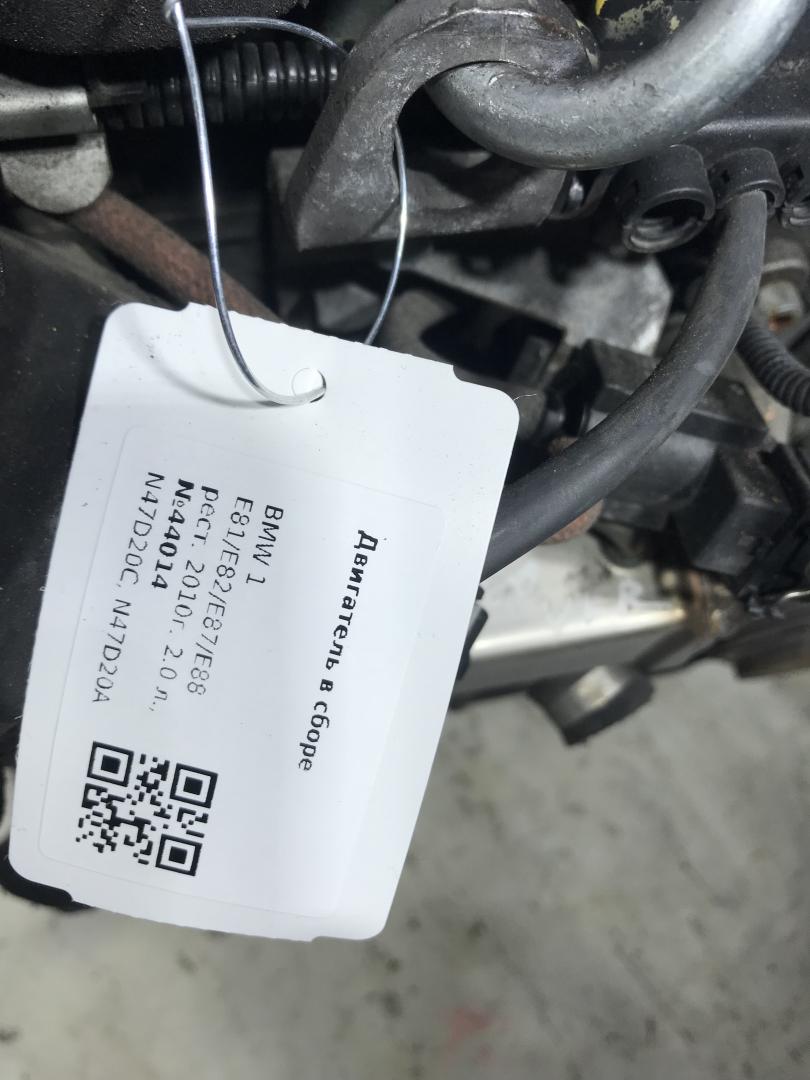 Двигатель в сборе
BMW 1
E81/E82/E87/E88
рест. 2010г. 2.0 л.,
№44014
N47D20C, N47D20A